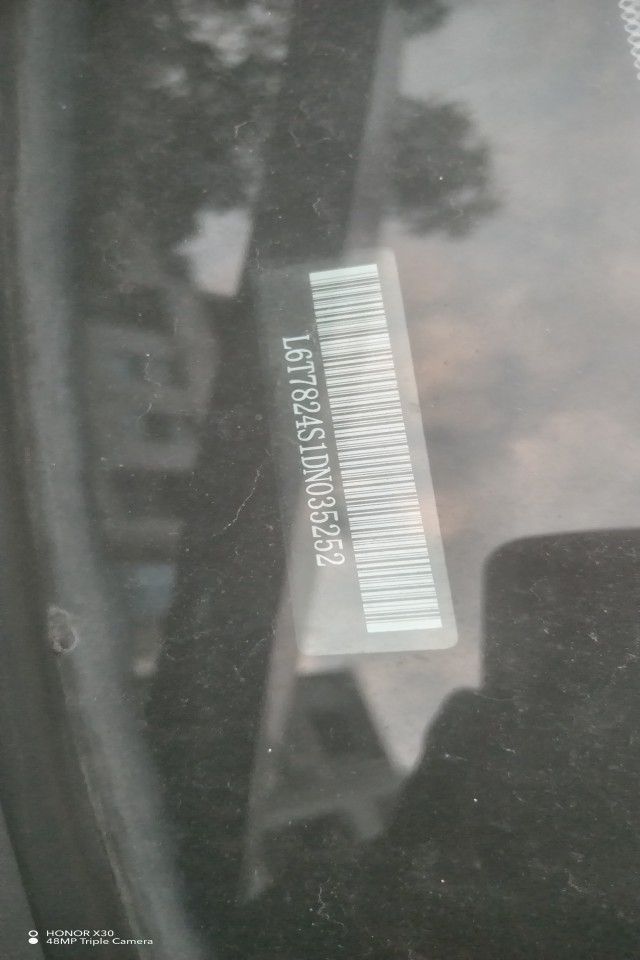 L6T7824S1DN035252
HONOR X30
48MP Triple Camera